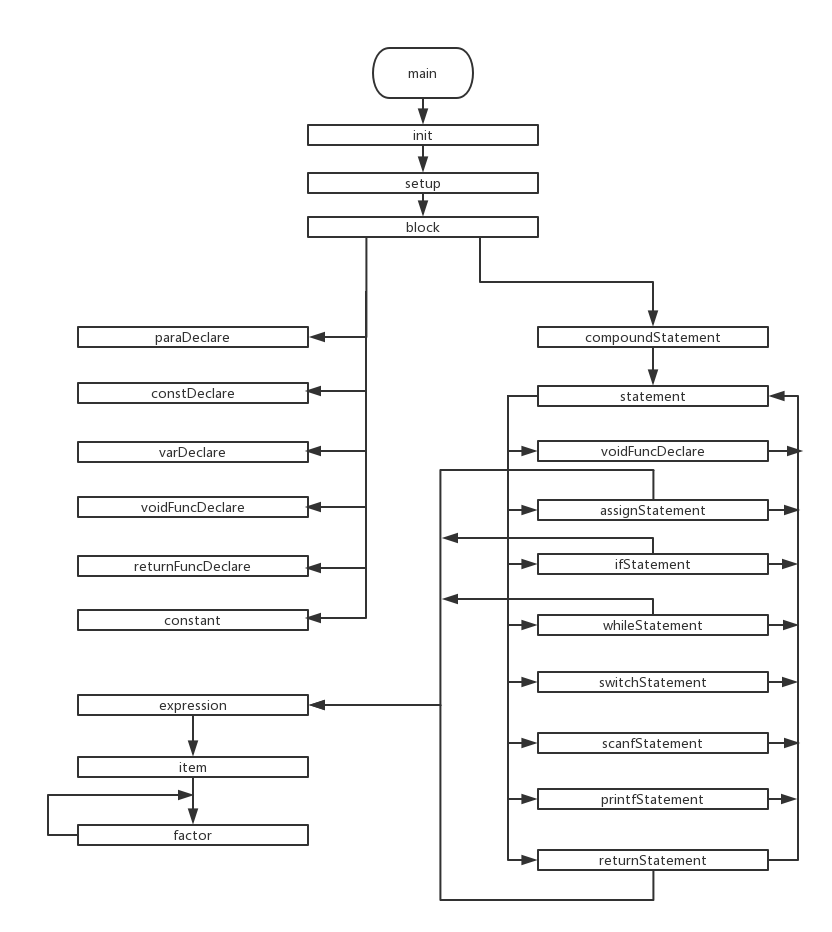 main
init
setup
block
paraDeclare
constDeclare
varDeclare
voidFuncDeclare
returnFuncDeclare
constant
expression
item
factor
compoundStatement
statement
voidFuncDeclare
assignStatement
ifStatement
whileStatement
switchStatement
scanfStatement
printfStatement
returnStatement